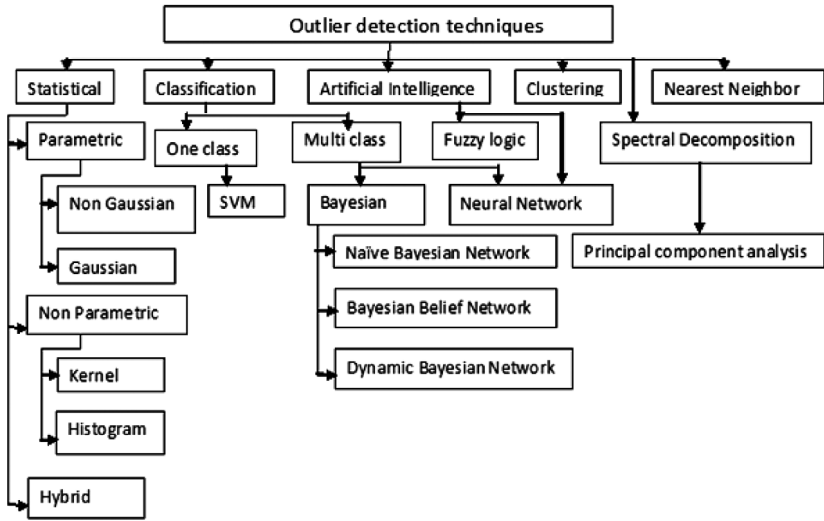 Outlier detection techniques
Statistical
Classification
Artificial Intelligence
Clustering
Nearest Neighbor
Parametric
One class
Multi class
Fuzzy logic
Spectral Decomposition
Non Gaussian
SVM
Bayesian
Neural Network
Gaussian
Naïve Bayesian Network
Principal component analysis
Non Parametric
Bayesian Belief Network
Kernel
Dynamic Bayesian Network
Histogram
Hybrid